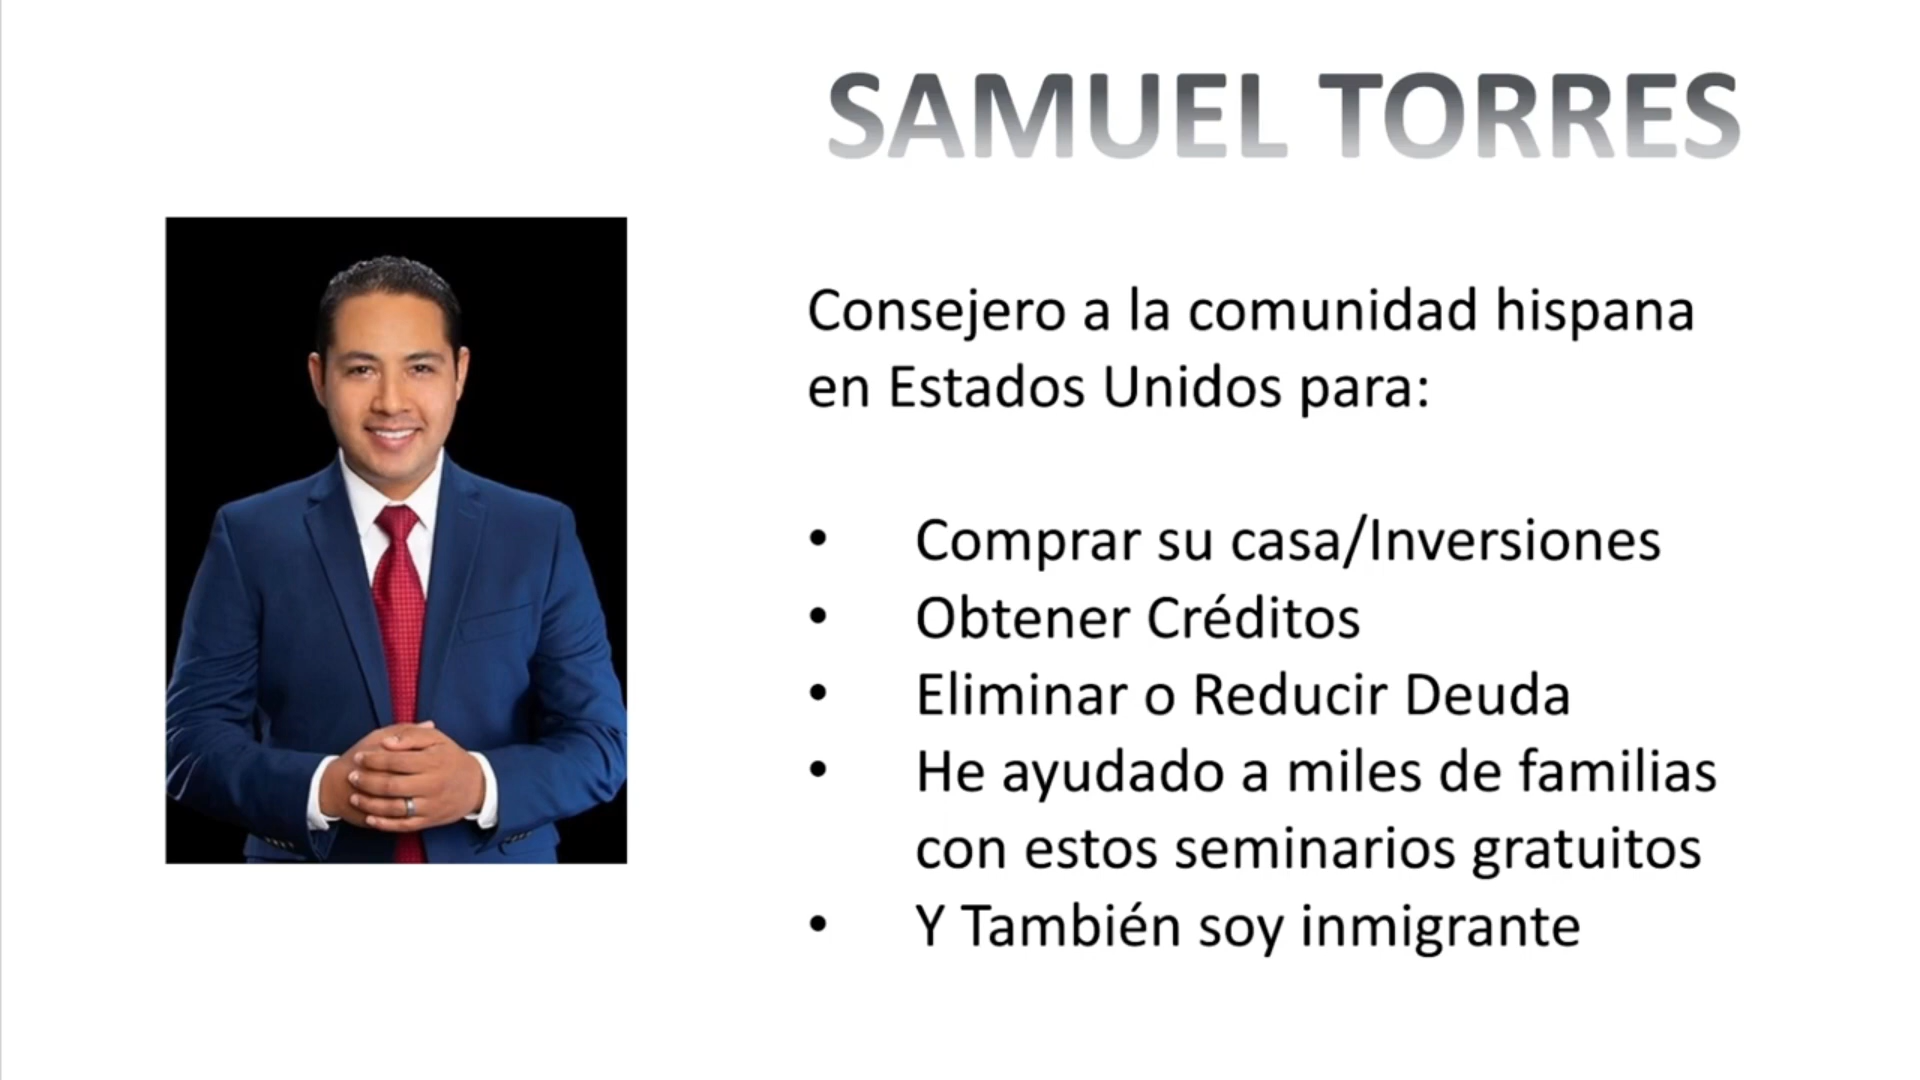 SAMUEL TORRES
Consejero a la comunidad hispana
en Estados Unidos para:
• Comprar su casa/Inversiones
• Obtener Créditos
• Eliminar o Reducir Deuda
• He ayudado a miles de familias
con estos seminarios gratuitos
• Y También soy inmigrante